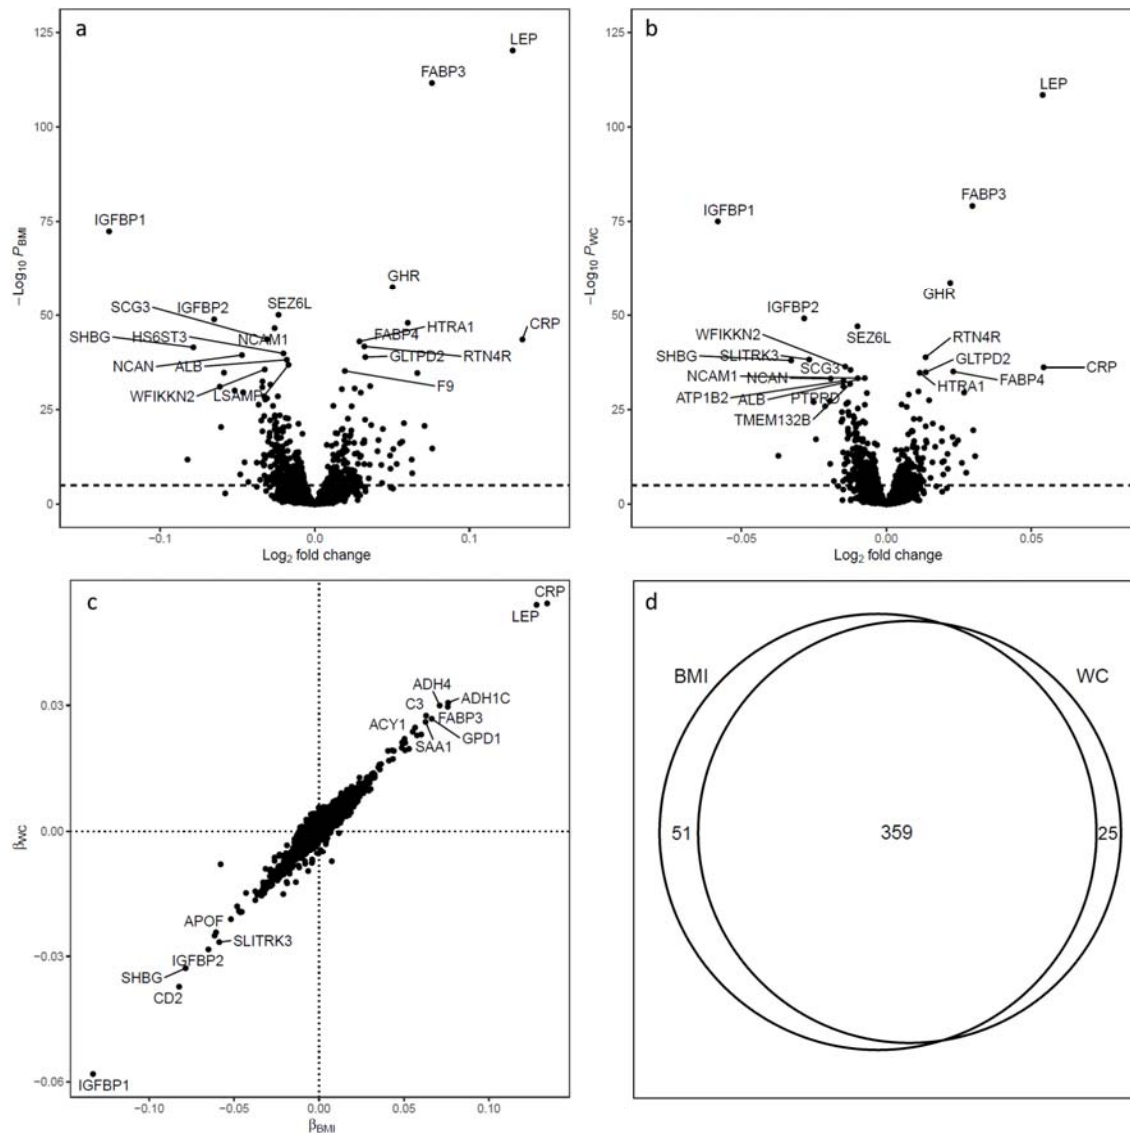 a
125
100
75
50
25
0
−Log10 PBMI
LEP
FABP3
IGFBP1
GHR
SCG3
IGFBP2
SEZ6L
SHBG
HS6ST3
NCAM1
FABP4
HTRA1
CRP
NCAN
ALB
GLTPD2
RTN4R
WFIKKN2
LSAMP
F9
−0.1
0.0
0.1
Log2 fold change
b
125
100
75
50
25
0
−Log10 PWC
LEP
FABP3
IGFBP1
GHR
IGFBP2
SEZ6L
WFIKKN2
RTN4R
SHBG
SLITRK3
SCG3
GLTPD2
CRP
NCAM1
NCAN
HTRA1
FABP4
ATP1B2
ALB
PTPRD
TMEM132B
−0.05
0.00
0.05
Log2 fold change
c
0.03
0.00
−0.03
−0.06
βWC
CRP
LEP
ADH4
ADH1C
C3
FABP3
ACY1
GPD1
SAA1
APOF
SLITRK3
IGFBP2
SHBG
CD2
IGFBP1
−0.10
−0.05
0.00
0.05
0.10
βBMI
d
BMI
WC
51
359
25